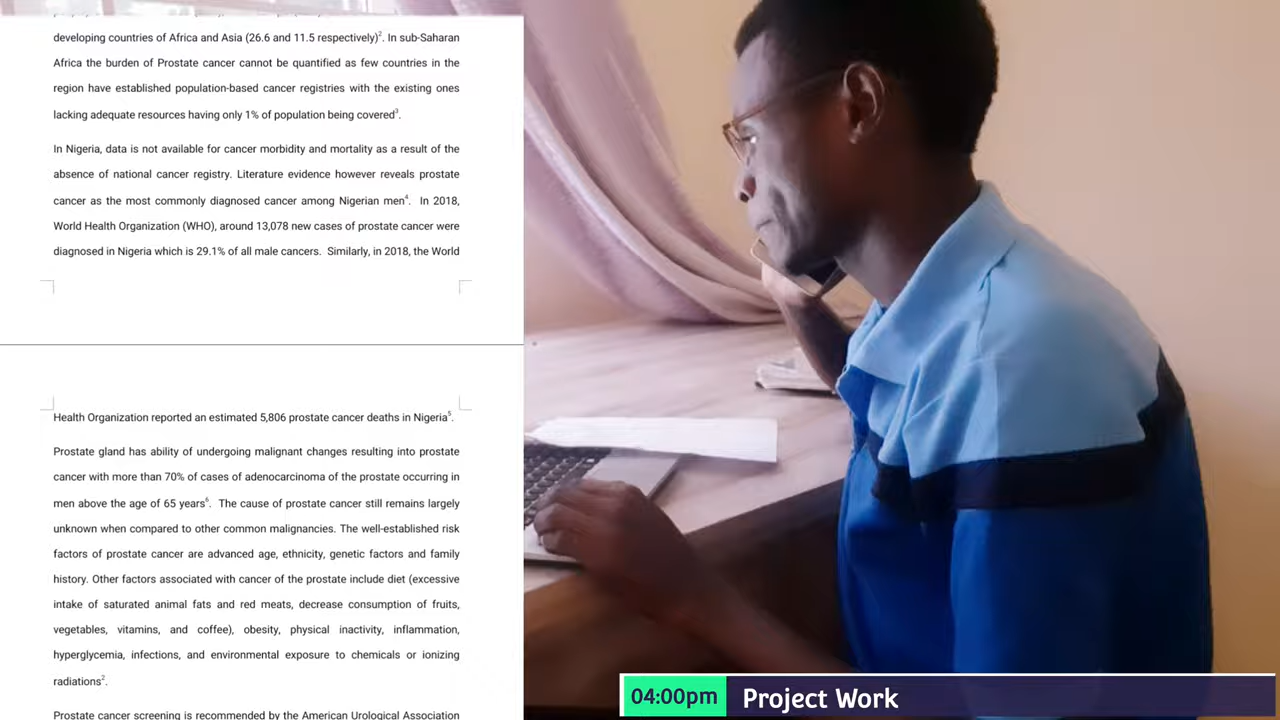 developing countries of Africa and Asia (26.6 and 11.5 respectively)2. In sub-Saharan
Africa the burden of Prostate cancer cannot be quantified as few countries in the
region have established population-based cancer registries with the existing ones
lacking adequate resources having only 1% of population being covered3.
In Nigeria, data is not available for cancer morbidity and mortality as a result of the
absence of national cancer registry. Literature evidence however reveals prostate
cancer as the most commonly diagnosed cancer among Nigerian men4. In 2018,
World Health Organization (WHO), around 13,078 new cases of prostate cancer were
diagnosed in Nigeria which is 29.1% of all male cancers. Similarly, in 2018, the World
Health Organization reported an estimated 5,806 prostate cancer deaths in Nigeria5.
Prostate gland has ability of undergoing malignant changes resulting into prostate
cancer with more than 70% of cases of adenocarcinoma of the prostate occurring in
men above the age of 65 years6. The cause of prostate cancer still remains largely
unknown when compared to other common malignancies. The well-established risk
factors of prostate cancer are advanced age, ethnicity, genetic factors and family
history. Other factors associated with cancer of the prostate include diet (excessive
intake of saturated animal fats and red meats, decrease consumption of fruits,
vegetables, vitamins, and coffee), obesity, physical inactivity, inflammation,
hyperglycemia, infections, and environmental exposure to chemicals or ionizing
radiations2.
Prostate cancer screening is recommended by the American Urological Association
04:00pm Project Work